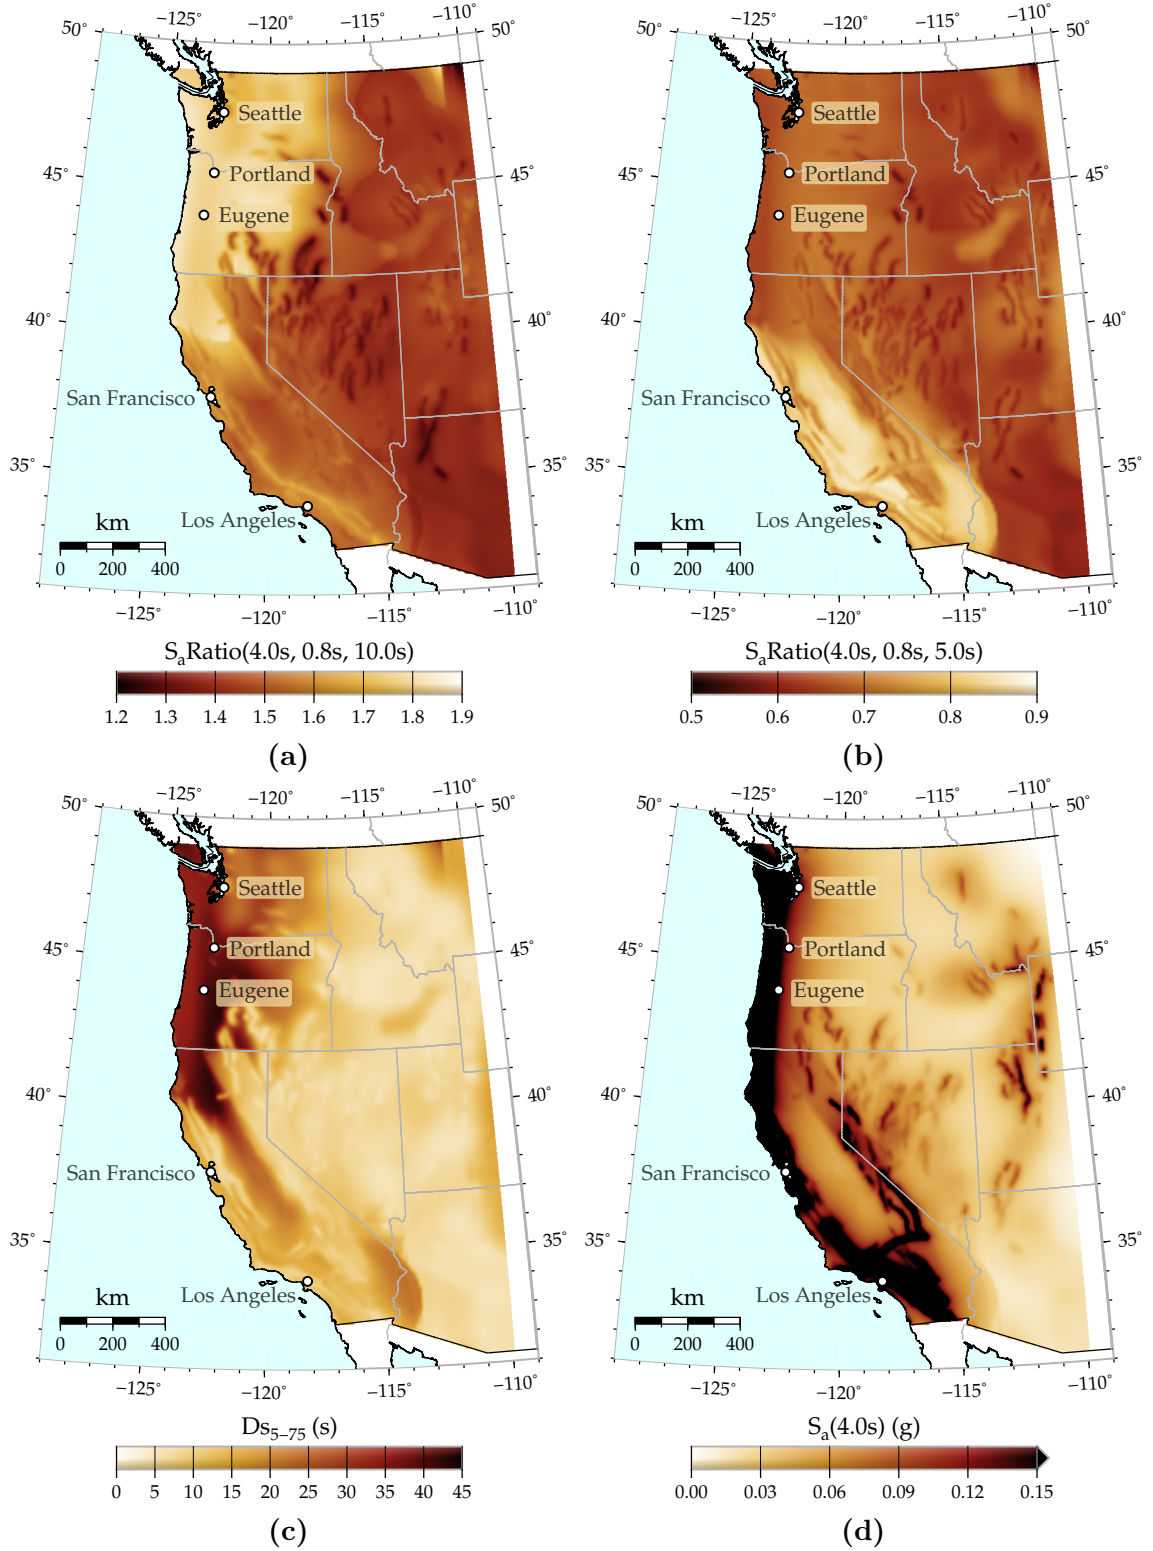 −125° −120° −115° −110°
50° 50°
Seattle
45° Portland 45°
Eugene
40° 40°
San Francisco
35° 35°
Los Angeles
km
0 200 400
−125° −120° −115° −110°
SaRatio(4.0s, 0.8s, 10.0s)
1.2 1.3 1.4 1.5 1.6 1.7 1.8 1.9
(a)
−125° −120° −115° −110°
50° 50°
Seattle
45° Portland 45°
Eugene
40° 40°
San Francisco
35° 35°
Los Angeles
km
0 200 400
−125° −120° −115° −110°
SaRatio(4.0s, 0.8s, 5.0s)
0.5 0.6 0.7 0.8 0.9
(b)
−125° −120° −115° −110°
50° 50°
Seattle
45° Portland 45°
Eugene
40° 40°
San Francisco
35° 35°
Los Angeles
km
0 200 400
−125° −120° −115° −110°
Ds5−75 (s)
0 5 10 15 20 25 30 35 40 45
(c)
−125° −120° −115° −110°
50° 50°
Seattle
45° Portland 45°
Eugene
40° 40°
San Francisco
35° 35°
Los Angeles
km
0 200 400
−125° −120° −115° −110°
Sa(4.0s) (g)
0.00 0.03 0.06 0.09 0.12 0.15
(d)